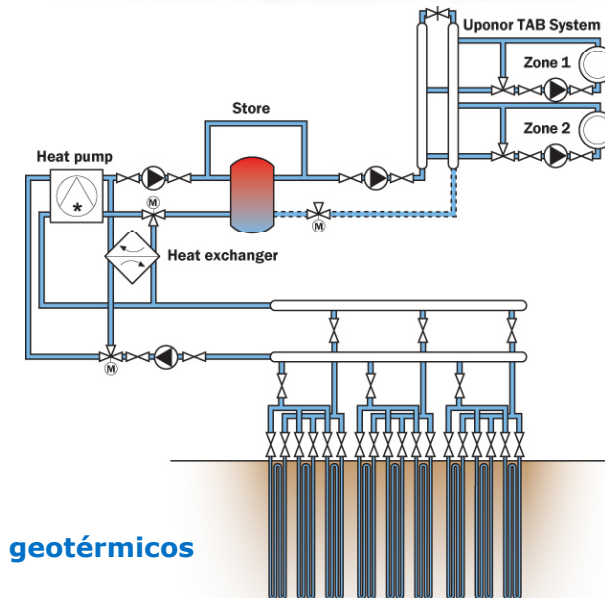 Uponor TAB System
Zone 1
Zone 2
Store
Heat pump
*
M
M
Heat exchanger
M
geotérmicos